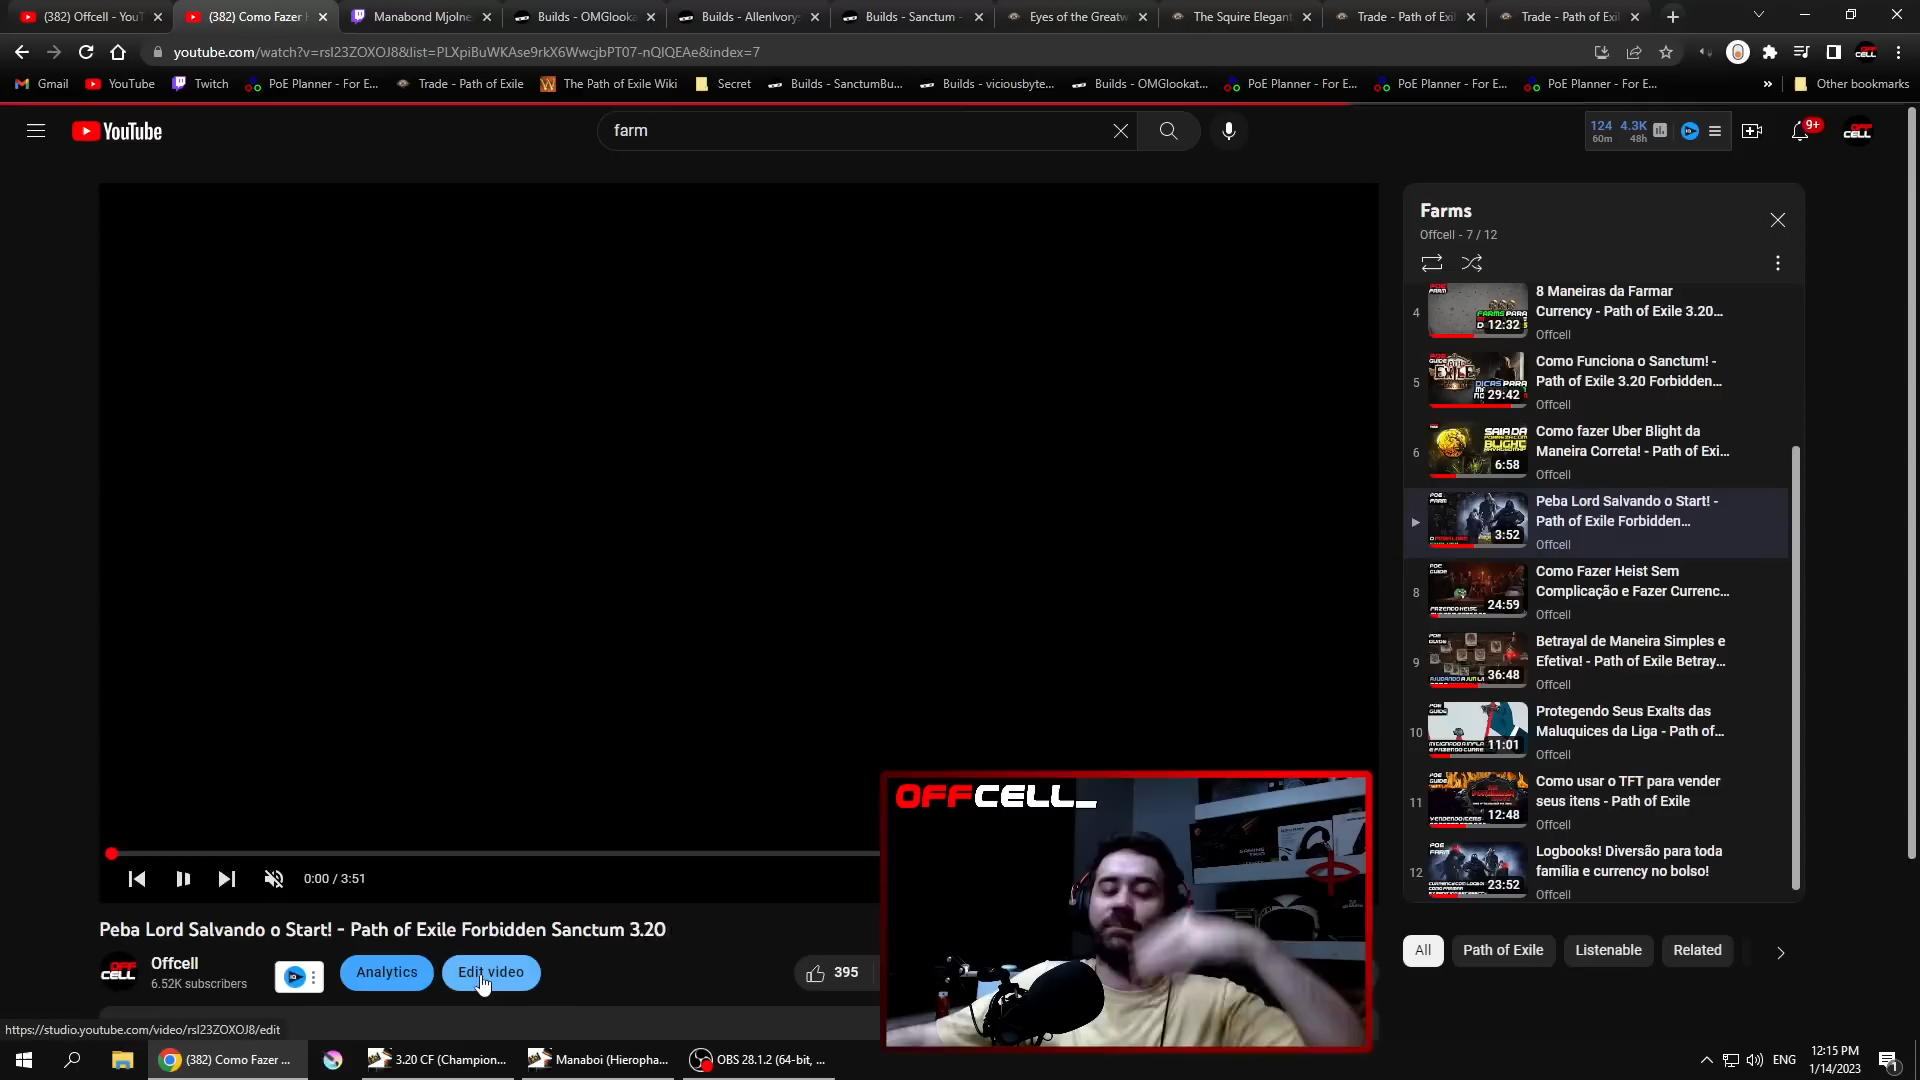 (382) Offcell - YouT
(382) Como Fazer H
Manabond Mjolne
Builds - OMGlooka
Builds - AllenIvory
Builds - Sanctum -
Eyes of the Greatw
The Squire Elegant
Trade - Path of Exil
Trade - Path of Exil
youtube.com/watch?v=rsI23ZOXOJ8&list=PLXpiBuWKAse9rkX6WwcjbPT07-nQlQEAe&index=7
Gmail
YouTube
Twitch
PoE Planner - For E...
Trade - Path of Exile
The Path of Exile Wiki
Secret
Builds - SanctumBu...
Builds - viciousbyte...
Builds - OMGlookat...
PoE Planner - For E...
PoE Planner - For E...
PoE Planner - For E...
»
Other bookmarks
YouTube
farm
124 4.3K
60m 48h
9+
OFF
CELL
Farms
Offcell - 7 / 12
4
12:32
8 Maneiras da Farmar
Currency - Path of Exile 3.20...
Offcell
5
29:42
Como Funciona o Sanctum! -
Path of Exile 3.20 Forbidden...
Offcell
6
6:58
Como fazer Uber Blight da
Maneira Correta! - Path of Exi...
Offcell
3:52
Peba Lord Salvando o Start! -
Path of Exile Forbidden...
Offcell
8
24:59
Como Fazer Heist Sem
Complicação e Fazer Currenc...
Offcell
9
36:48
Betrayal de Maneira Simples e
Efetiva! - Path of Exile Betray...
Offcell
10
11:01
Protegendo Seus Exalts das
Maluquices da Liga - Path of...
Offcell
11
12:48
Como usar o TFT para vender
seus itens - Path of Exile
Offcell
12
23:52
Logbooks! Diversão para toda
família e currency no bolso!
Offcell
0:00 / 3:51
OFFCELL_
Peba Lord Salvando o Start! - Path of Exile Forbidden Sanctum 3.20
OFF
CELL
Offcell
6.52K subscribers
Analytics
Edit video
395
All
Path of Exile
Listenable
Related
https://studio.youtube.com/video/rsI23ZOXOJ8/edit
(382) Como Fazer ...
3.20 CF (Champion...
Manaboi (Hieropha...
OBS 28.1.2 (64-bit, ...
ENG
12:15 PM
1/14/2023
1